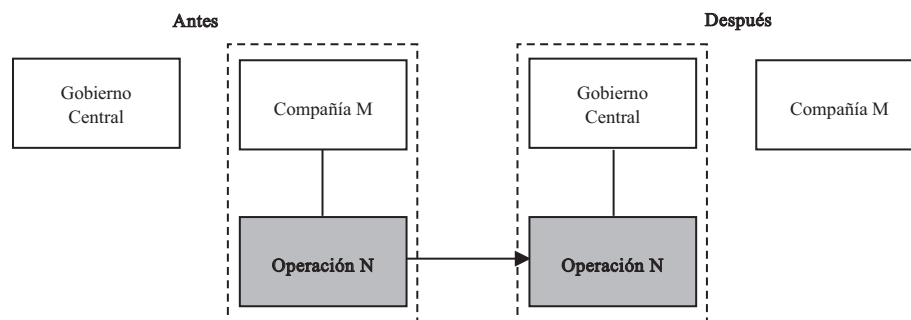 Antes
Después
Gobierno
Central
Compañía M
Gobierno
Central
Compañía M
Operación N
Operación N